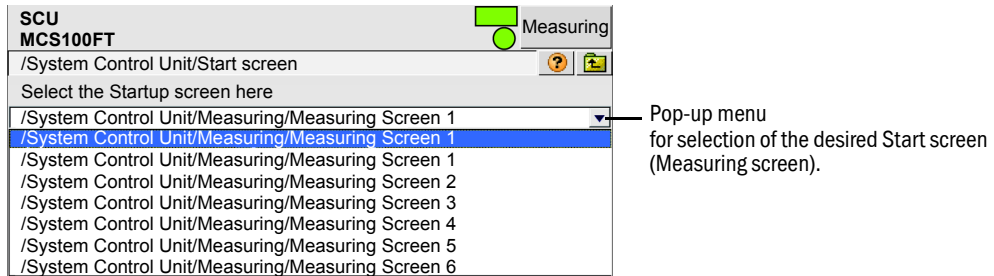 SCU
MCS100FT
Measuring
/System Control Unit/Start screen
Select the Startup screen here
/System Control Unit/Measuring/Measuring Screen 1
/System Control Unit/Measuring/Measuring Screen 1
/System Control Unit/Measuring/Measuring Screen 1
/System Control Unit/Measuring/Measuring Screen 2
/System Control Unit/Measuring/Measuring Screen 3
/System Control Unit/Measuring/Measuring Screen 4
/System Control Unit/Measuring/Measuring Screen 5
/System Control Unit/Measuring/Measuring Screen 6
Pop-up menu
for selection of the desired Start screen
(Measuring screen).